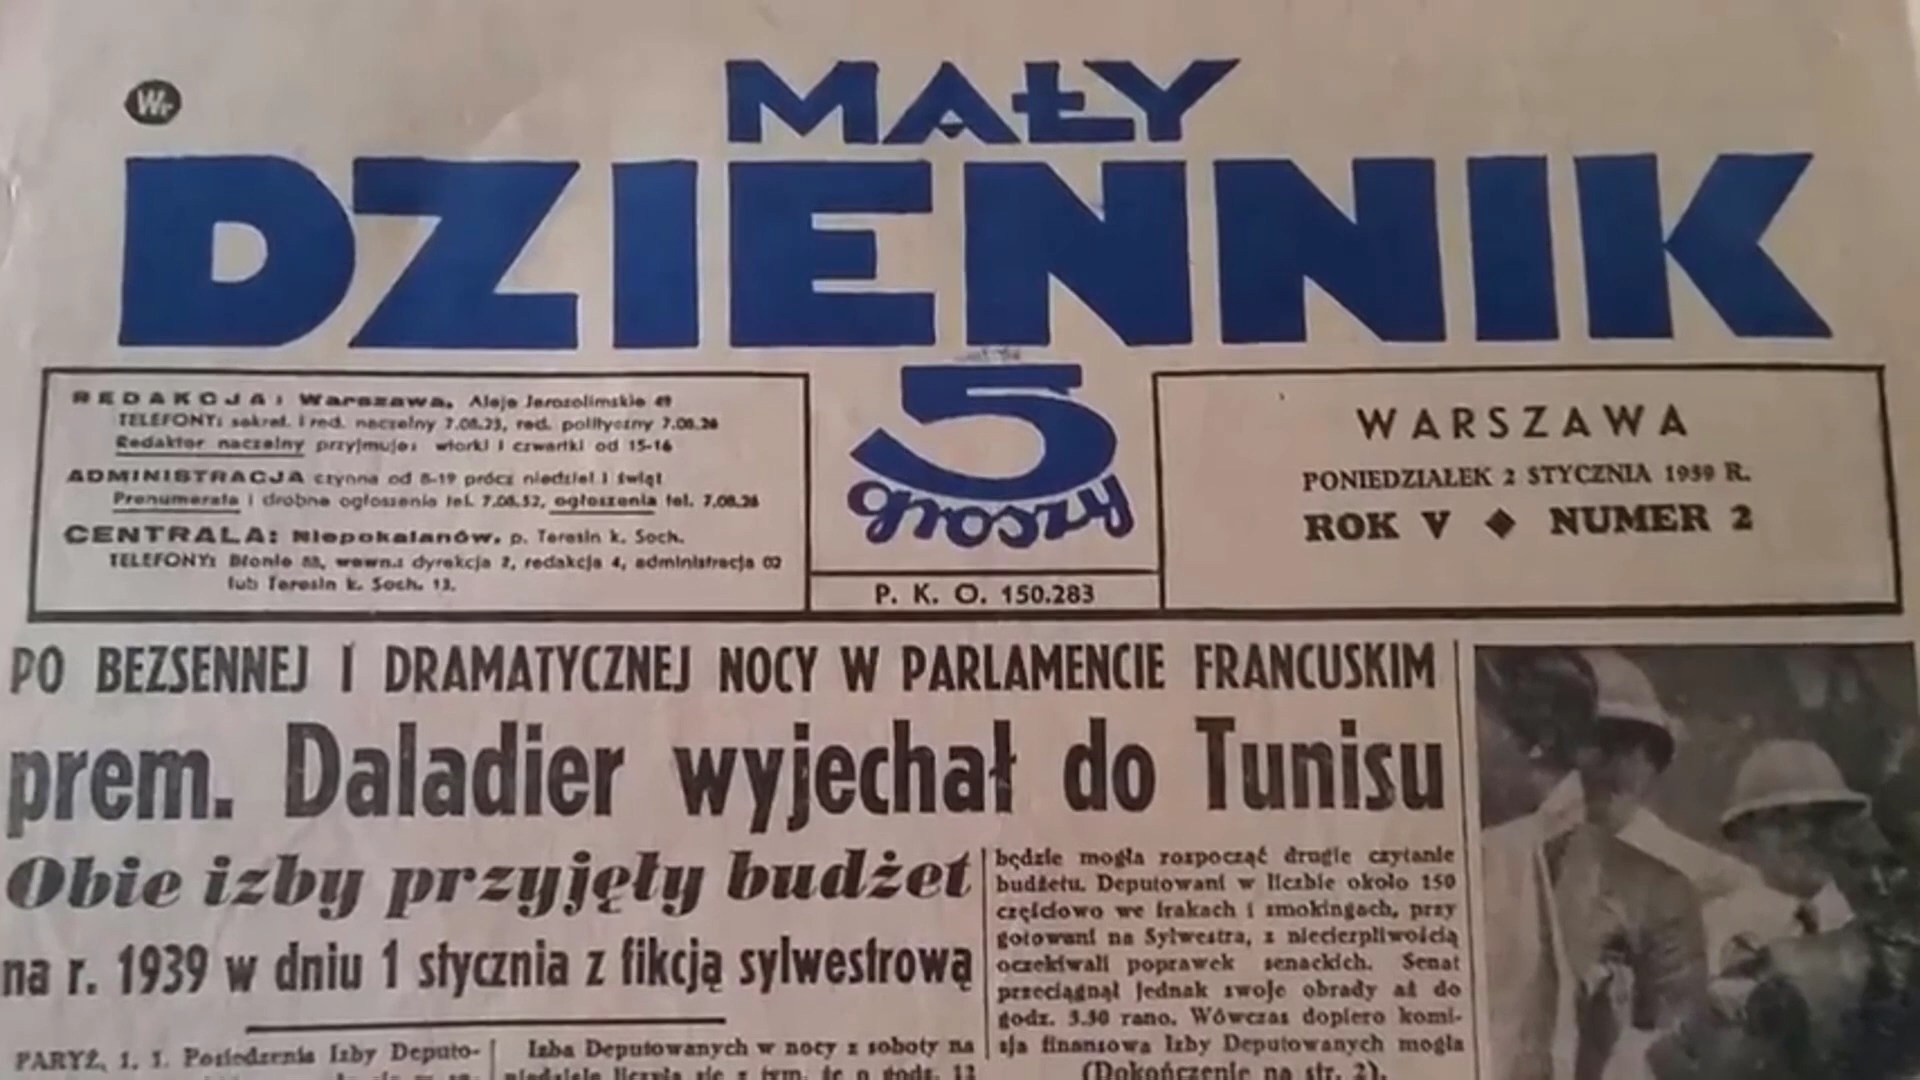 Wr
MAŁY
DZIENNIK
REDAKCJA: Warszawa, Aleje Jerozolimskie 49
TELEFONY: sekret. i red. naczelny 7.08.25, red. polityczny 7.08.26
Redaktor naczelny przyjmuje: wtorki i czwartki od 15-16
ADMINISTRACJA czynna od 8-19 prócz niedziel i świąt
Prenumerata i drobne ogłoszenia tel. 7.08.52, ogłoszenia tel. 7.08.28
CENTRALA: Niepokalanów, p. Teresin k. Soch.
TELEFONY: Błonie 88, wewn.: dyrekcja 2, redakcja 4, administracja 02
lub Teresin k. Soch. 13.
5
groszy
P. K. O. 150.283
WARSZAWA
PONIEDZIAŁEK 2 STYCZNIA 1939 R.
ROK V ◆ NUMER 2
PO BEZSENNEJ I DRAMATYCZNEJ NOCY W PARLAMENCIE FRANCUSKIM
prem. Daladier wyjechał do Tunisu
Obie izby przyjęły budżet
na r. 1939 w dniu 1 stycznia z fikcją sylwestrową
PARYŻ, 1. 1. Posiedzenia Izby Deputo-
Izba Deputowanych w nocy z soboty na
niedzielę liczyła się z tym, że o godz. 12
będzie mogła rozpocząć drugie czytanie
budżetu. Deputowani w liczbie około 150
częściowo we frakach i smokingach, przy
gotowani na Sylwestra, z niecierpliwością
oczekiwali poprawek senackich. Senat
przeciągnął jednak swoje obrady aż do
godz. 3.30 rano. Wówczas dopiero komi-
sja finansowa Izby Deputowanych mogła
(Dokończenie na str. 2).